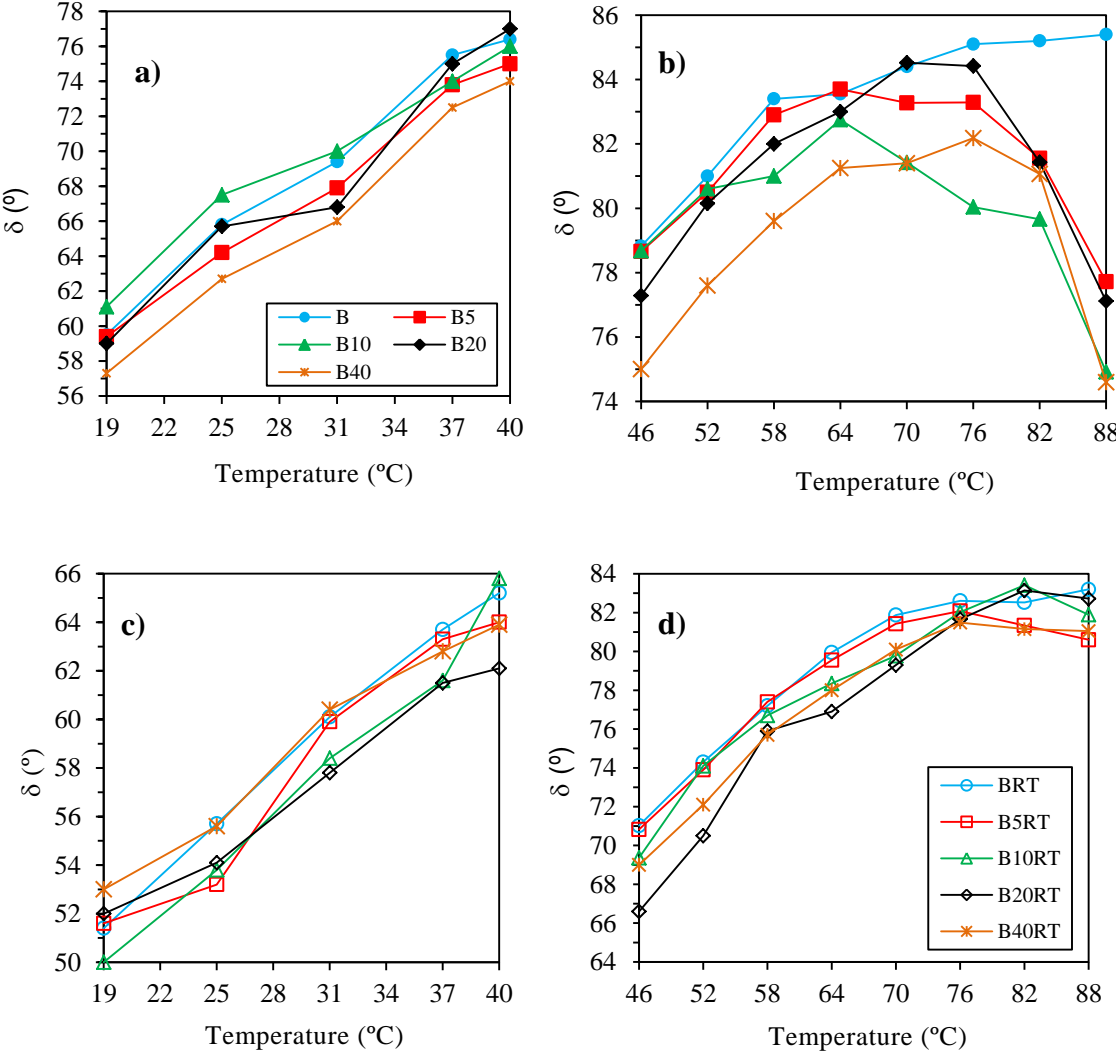 78
76
74
72
70
68
66
64
62
60
58
56
δ (º)
a)
B B5
B10 B20
B40
19 22 25 28 31 34 37 40
Temperature (ºC)
86
84
82
80
78
76
74
δ (º)
b)
46 52 58 64 70 76 82 88
Temperature (ºC)
66
64
62
60
58
56
54
52
50
δ (º)
c)
19 22 25 28 31 34 37 40
Temperature (ºC)
84
82
80
78
76
74
72
70
68
66
64
δ (º)
d)
BRT
B5RT
B10RT
B20RT
B40RT
46 52 58 64 70 76 82 88
Temperature (ºC)